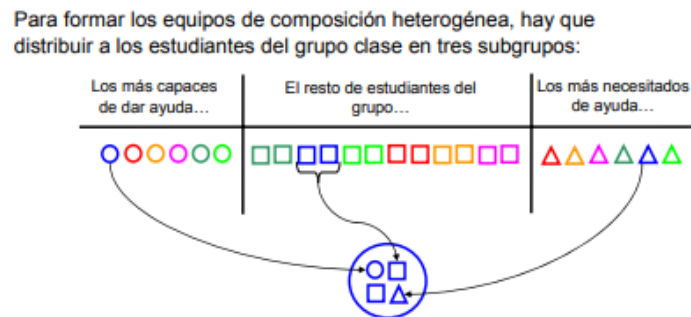 Para formar los equipos de composición heterogénea, hay que
distribuir a los estudiantes del grupo clase en tres subgrupos:
Los más capaces
de dar ayuda…
El resto de estudiantes del
grupo…
Los más necesitados
de ayuda…